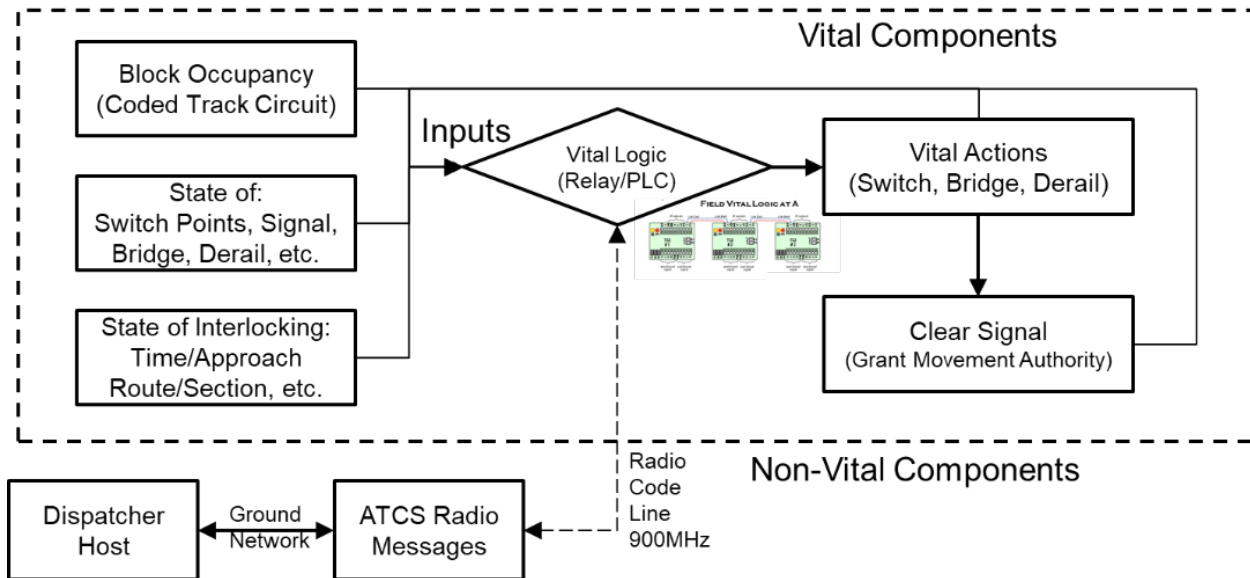 Vital Components
Block Occupancy
(Coded Track Circuit)
Inputs
State of:
Switch Points, Signal,
Bridge, Derail, etc.
State of Interlocking:
Time/Approach
Route/Section, etc.
Vital Logic
(Relay/PLC)
FIELD VITAL LOGIC AT A
Vital Actions
(Switch, Bridge, Derail)
Clear Signal
(Grant Movement Authority)
Non-Vital Components
Dispatcher
Host
Ground
Network
ATCS Radio
Messages
Radio
Code
Line
900MHz